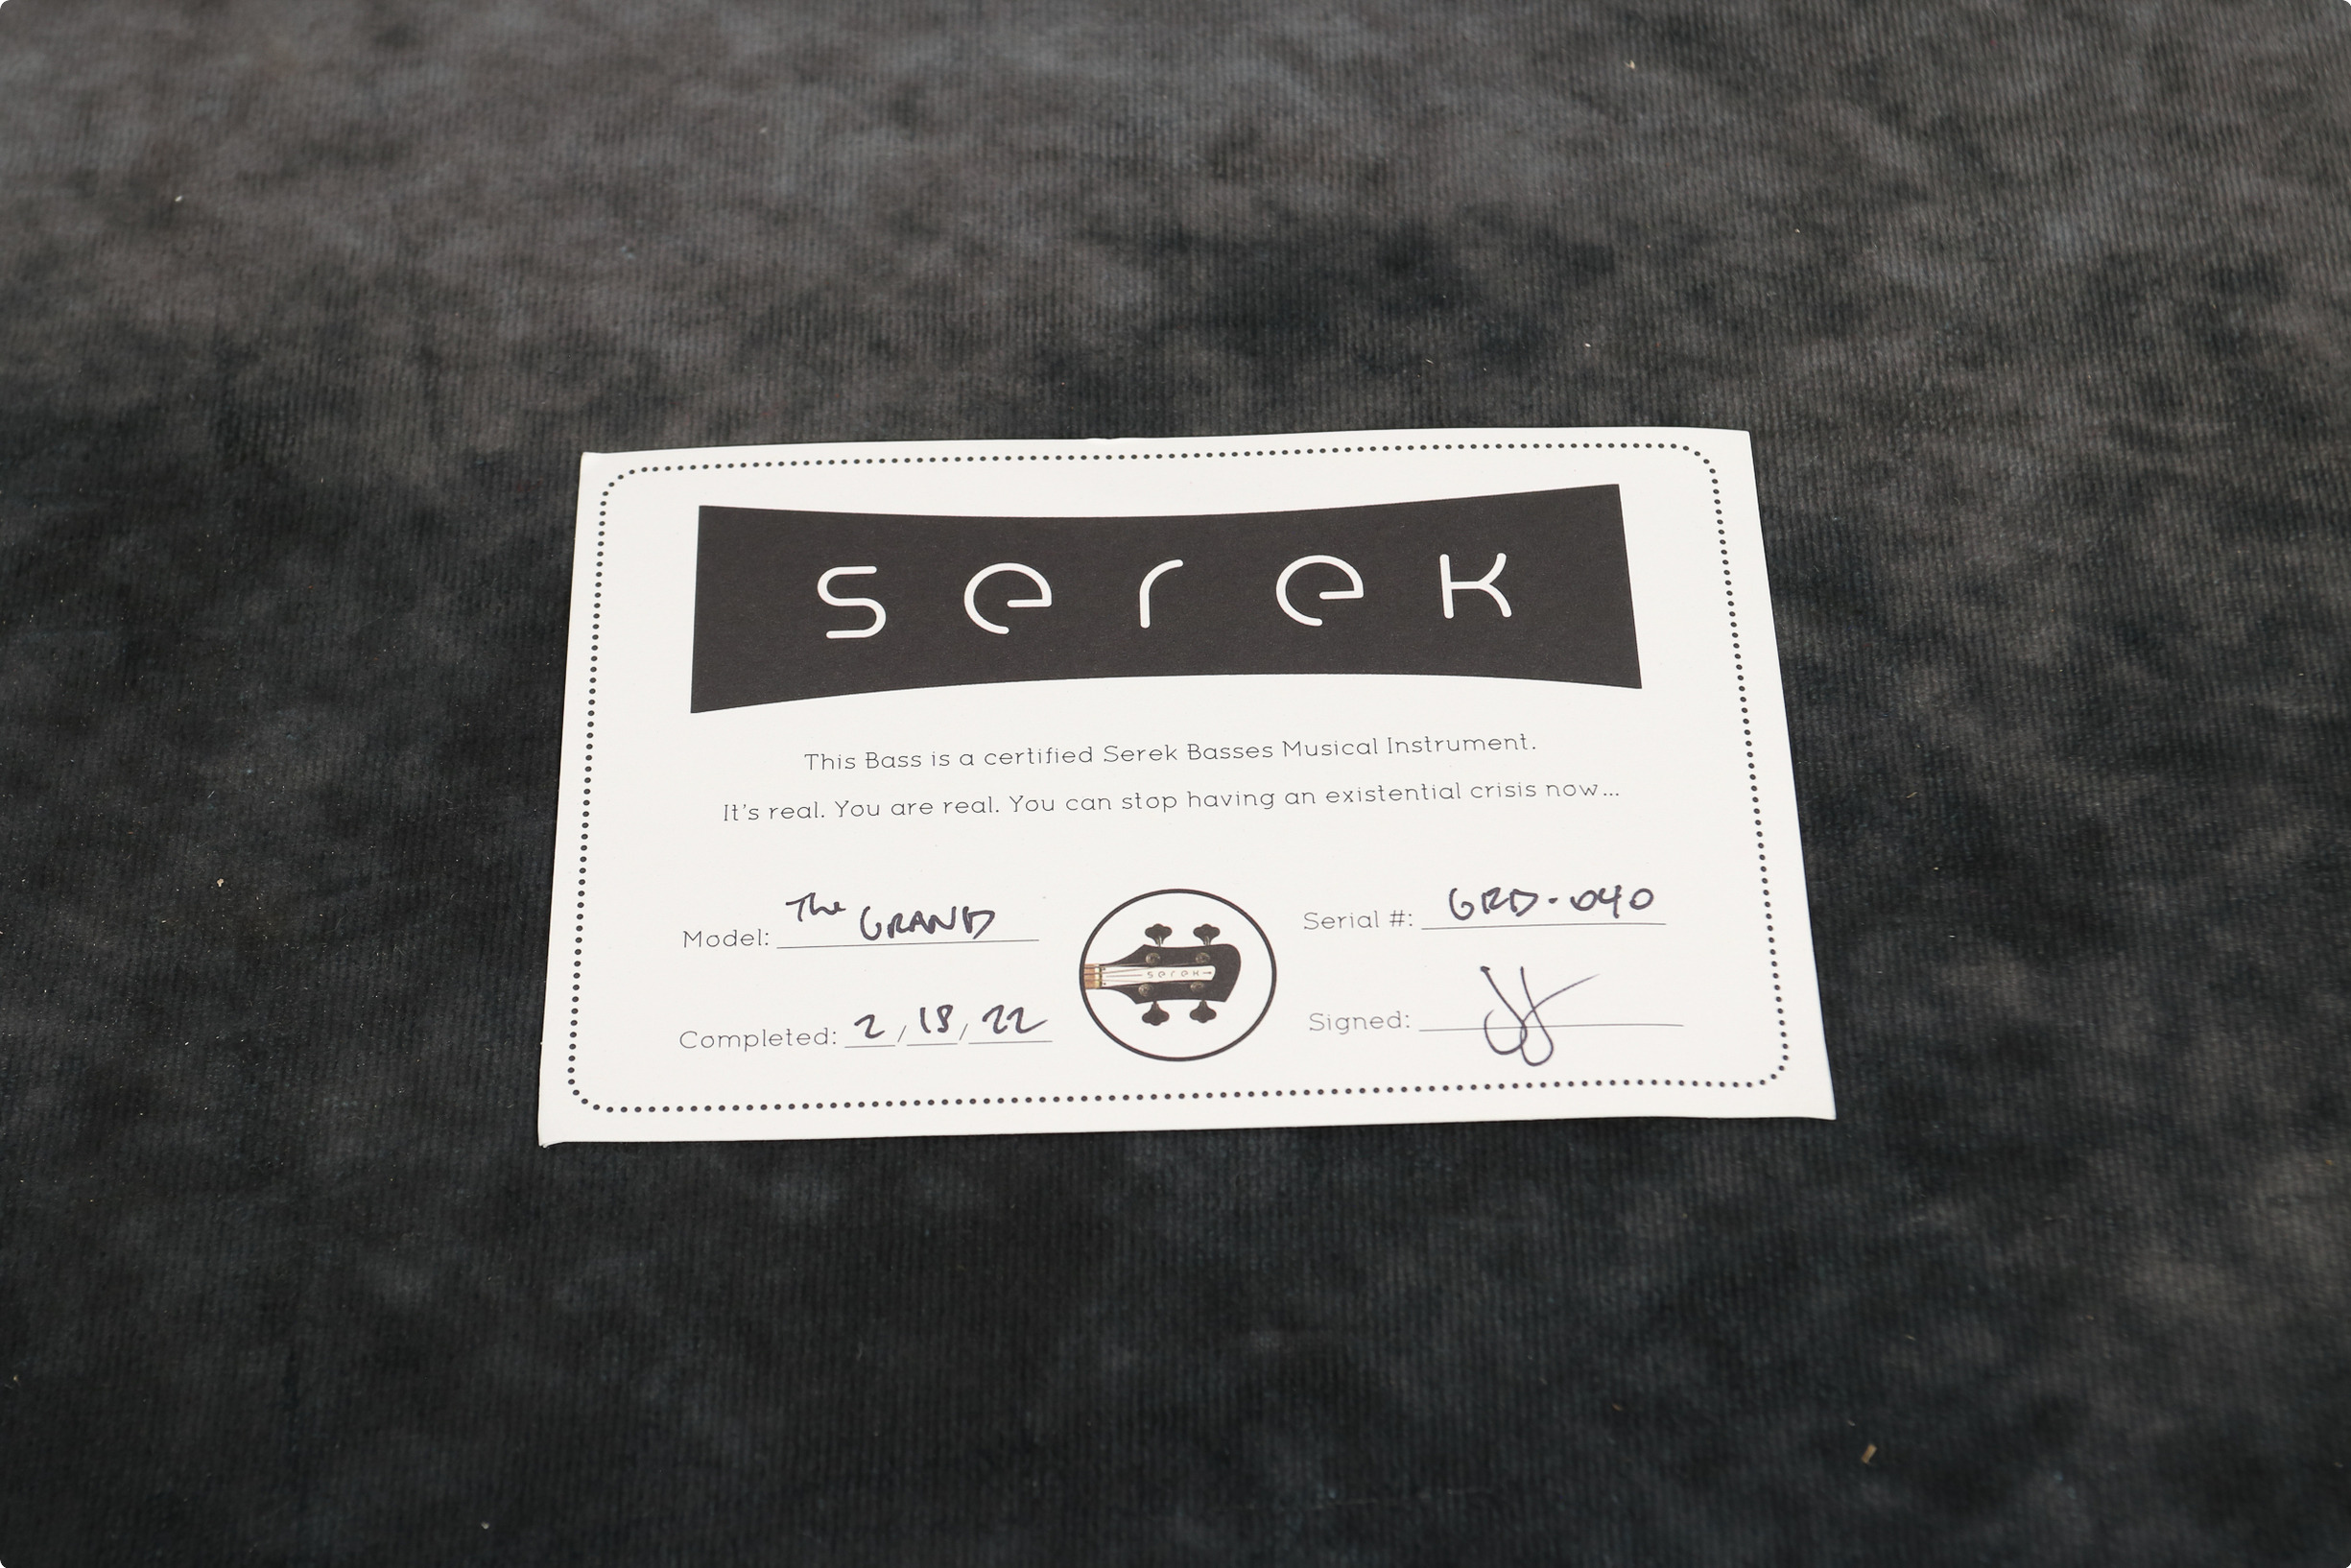 serek
This Bass is a certified Serek Basses Musical Instrument.
It's real. You are real. You can stop having an existential crisis now...
Model: The GRAND
Serial #: GRD-040
serek
Completed: 2/18/22
Signed: